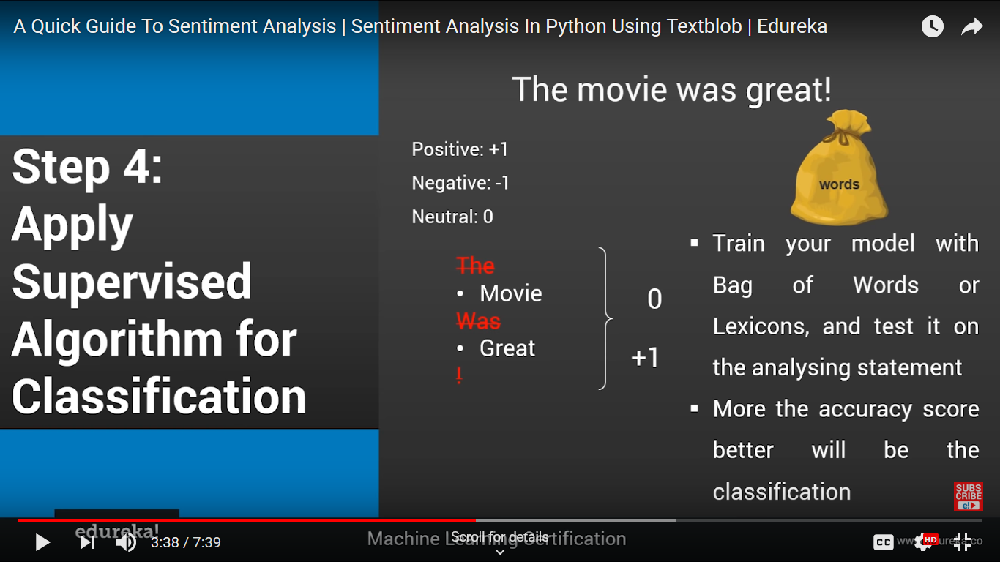 A Quick Guide To Sentiment Analysis | Sentiment Analysis In Python Using Textblob | Edureka
The movie was great!
Step 4:
Apply
Supervised
Algorithm for
Classification
Positive: +1
Negative: -1
Neutral: 0
The
• Movie
Was
• Great
!
0
+1
words
▪ Train your model with
Bag of Words or
Lexicons, and test it on
the analysing statement
▪ More the accuracy score
better will be the
classification
SUBS
CRIBE
e!
edureka!
3:38 / 7:39
Machine Learning Certification
Scroll for details
CC
HD